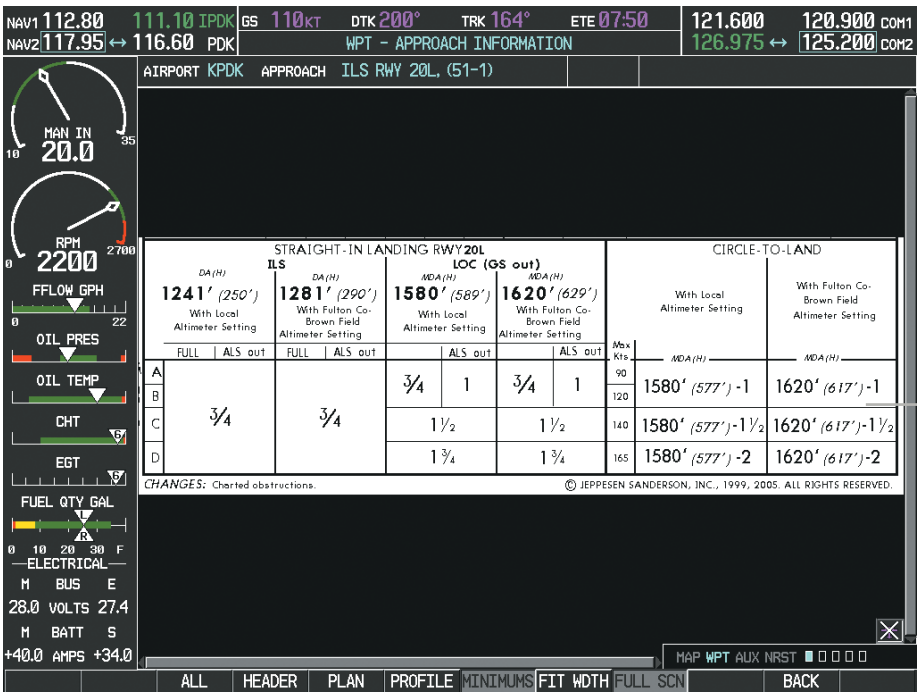 NAV1 112.80 111.10 IPDK GS 110KT DTK 200° TRK 164° ETE 07:50 121.600 120.900 COM1
NAV2 117.95 ↔ 116.60 PDK WPT - APPROACH INFORMATION 126.975 ↔ 125.200 COM2
AIRPORT KPDK APPROACH ILS RWY 20L, (51-1)
MAN IN
10 20.0 35
RPM
0 2200 2700
FFLOW GPH
0 22
OIL PRES
OIL TEMP
CHT
6
EGT
6
FUEL QTY GAL
L
R
0 10 20 30 F
ELECTRICAL
M BUS E
28.0 VOLTS 27.4
M BATT S
+40.0 AMPS +34.0
STRAIGHT-IN LANDING RWY 20L CIRCLE-TO-LAND
ILS LOC (GS out)
DA(H) DA(H) MDA(H) MDA(H)
1241' (250') 1281' (290') 1580' (589') 1620' (629')
With Local Altimeter Setting
With Fulton Co-Brown Field Altimeter Setting
With Local Altimeter Setting
With Fulton Co-Brown Field Altimeter Setting
With Local Altimeter Setting
With Fulton Co-Brown Field Altimeter Setting
FULL ALS out FULL ALS out ALS out ALS out Max Kts MDA(H) MDA(H)
A 3/4 3/4 3/4 1 3/4 1 90 1580' (577') -1 1620' (617') -1
B 120
C 1 1/2 1 1/2 140 1580' (577') -1 1/2 1620' (617') -1 1/2
D 1 3/4 1 3/4 165 1580' (577') -2 1620' (617') -2
CHANGES: Charted obstructions. © JEPPESEN SANDERSON, INC., 1999, 2005. ALL RIGHTS RESERVED.
MAP WPT AUX NRST
ALL HEADER PLAN PROFILE MINIMUMS FIT WDTH FULL SCN BACK